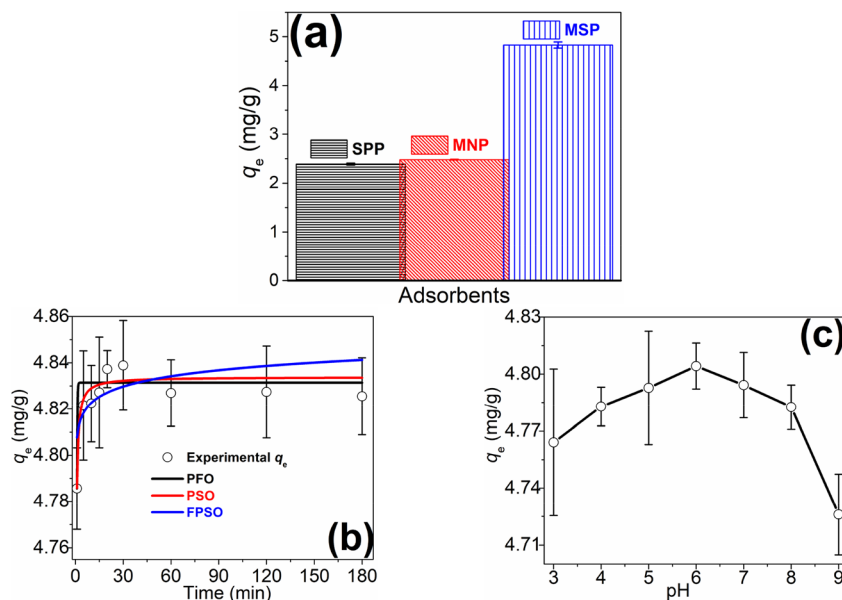 (a)
5
4
3
2
1
0
qe (mg/g)
SPP
MNP
MSP
Adsorbents
4.86
4.84
4.82
4.80
4.78
4.76
qe (mg/g)
Experimental qe
PFO
PSO
FPSO
(b)
0 30 60 90 120 150 180
Time (min)
4.83
4.80
4.77
4.74
4.71
qe (mg/g)
(c)
3 4 5 6 7 8 9
pH